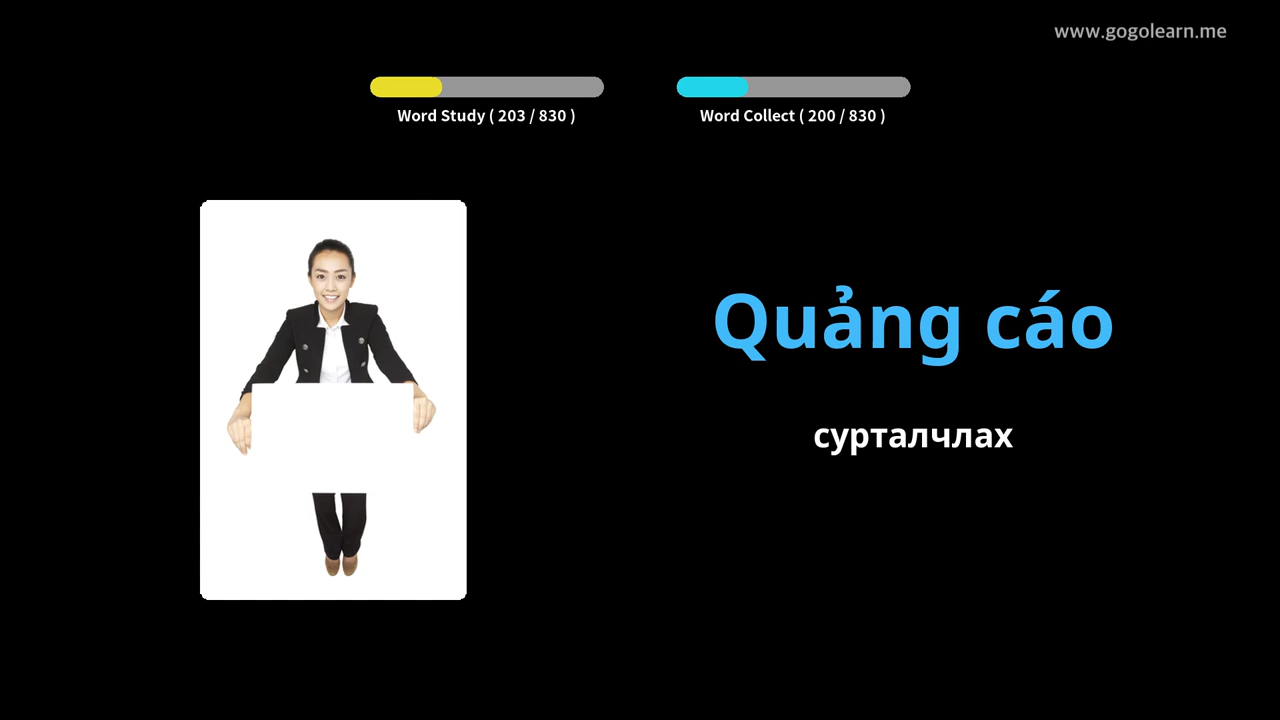 www.gogolearn.me
Word Study ( 203 / 830 )
Word Collect ( 200 / 830 )
Quảng cáo
сурталчлах